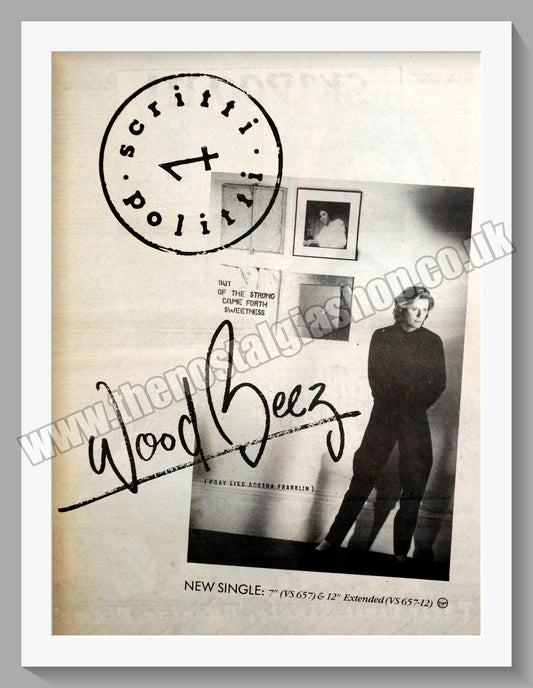 scritti.
politti.
1
OUT
OF THE STRONG
CAME FORTH
SWEETNESS
Wood Beez
(PRAY LIKE ARETHA FRANKLIN)
NEW SINGLE: 7" (VS 657) & 12" Extended (VS 657-12)
www.thenostalgiashop.co.uk